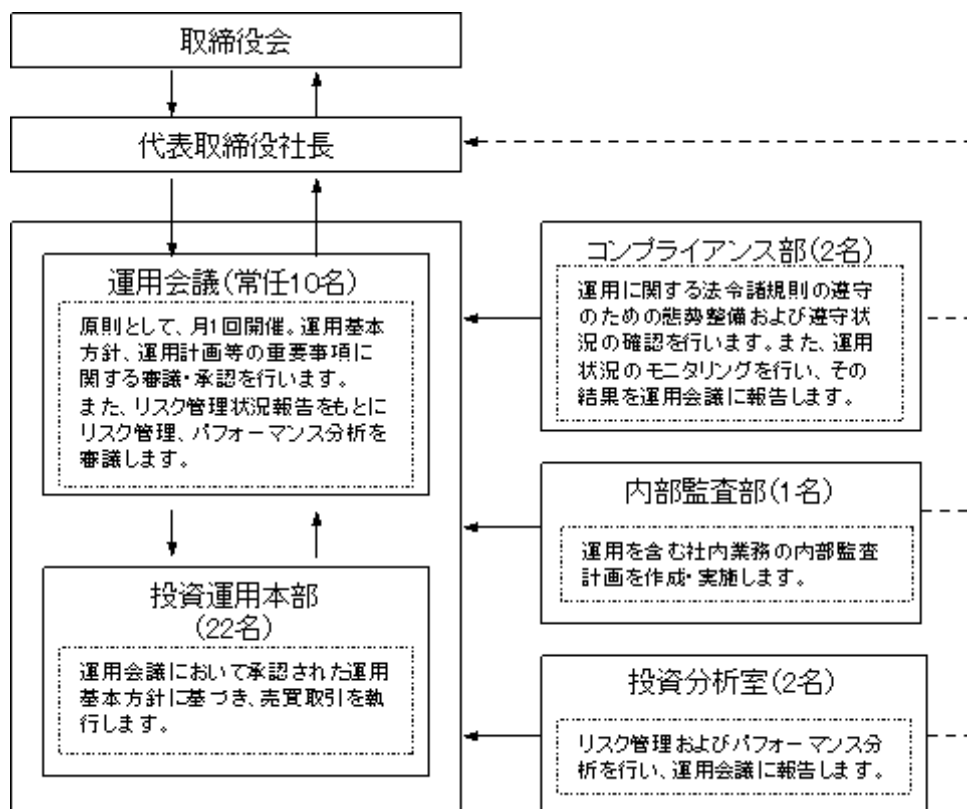 取締役会
代表取締役社長
運用会議(常任10名)
原則として、月1回開催。運用基本
方針、運用計画等の重要事項に
関する審議・承認を行います。
また、リスク管理状況報告をもとに
リスク管理、パフォーマンス分析を
審議します。
投資運用本部
(22名)
運用会議において承認された運用
基本方針に基づき、売買取引を執
行します。
コンプライアンス部(2名)
運用に関する法令諸規則の遵守
のための態勢整備および遵守状
況の確認を行います。また、運用
状況のモニタリングを行い、その
結果を運用会議に報告します。
内部監査部(1名)
運用を含む社内業務の内部監査
計画を作成・実施します。
投資分析室(2名)
リスク管理およびパフォーマンス分
析を行い、運用会議に報告します。